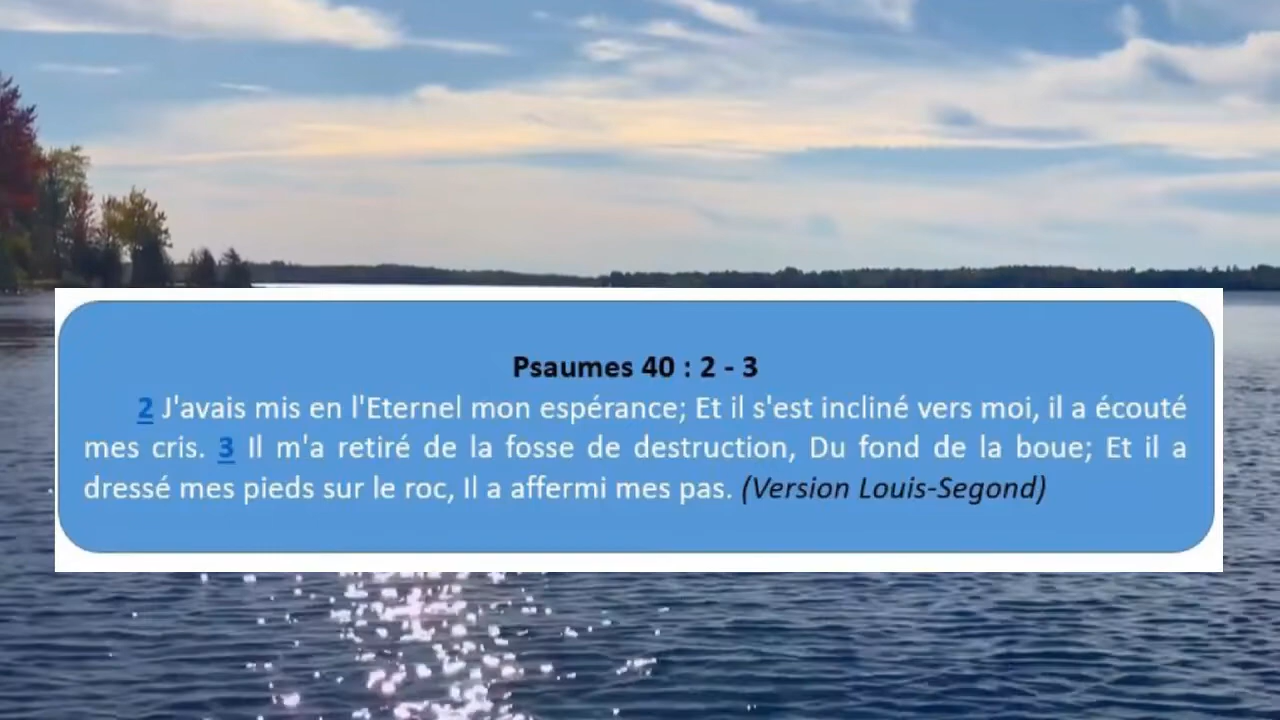 Psaumes 40 : 2 - 3
2 J'avais mis en l'Eternel mon espérance; Et il s'est incliné vers moi, il a écouté
mes cris. 3 Il m'a retiré de la fosse de destruction, Du fond de la boue; Et il a
dressé mes pieds sur le roc, Il a affermi mes pas. (Version Louis-Segond)